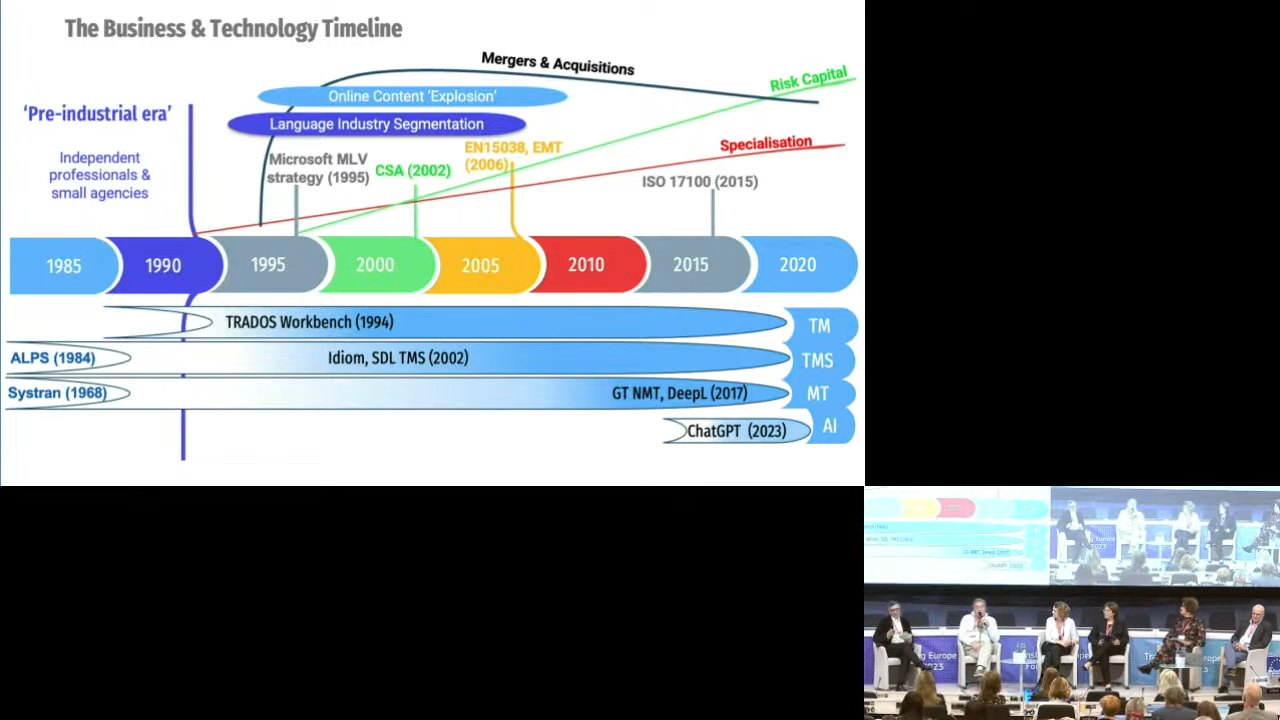 The Business & Technology Timeline
Mergers & Acquisitions
Risk Capital
Online Content 'Explosion'
'Pre-industrial era'
Language Industry Segmentation
Specialisation
Independent
professionals &
small agencies
Microsoft MLV
strategy (1995)
CSA (2002)
EN15038, EMT
(2006)
ISO 17100 (2015)
1985
1990
1995
2000
2005
2010
2015
2020
TRADOS Workbench (1994)
TM
ALPS (1984)
Idiom, SDL TMS (2002)
TMS
Systran (1968)
GT NMT, DeepL (2017)
MT
ChatGPT (2023)
AI